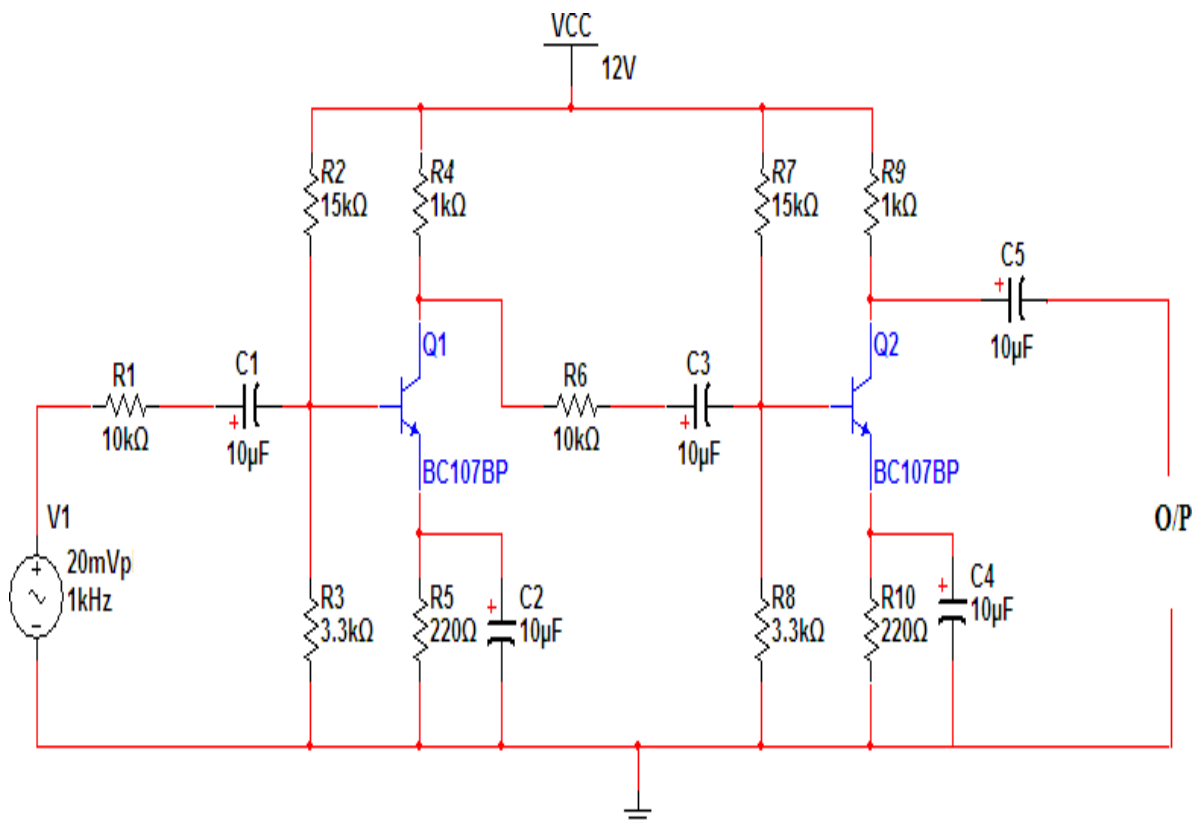 VCC
12V
R2
15kΩ
R4
1kΩ
R7
15kΩ
R9
1kΩ
C5
+
10µF
Q1
Q2
R1
10kΩ
C1
+
10µF
R6
10kΩ
C3
+
10µF
BC107BP
BC107BP
V1
20mVp
1kHz
+
R3
3.3kΩ
R5
220Ω
+
C2
10µF
R8
3.3kΩ
R10
220Ω
+
C4
10µF
O/P